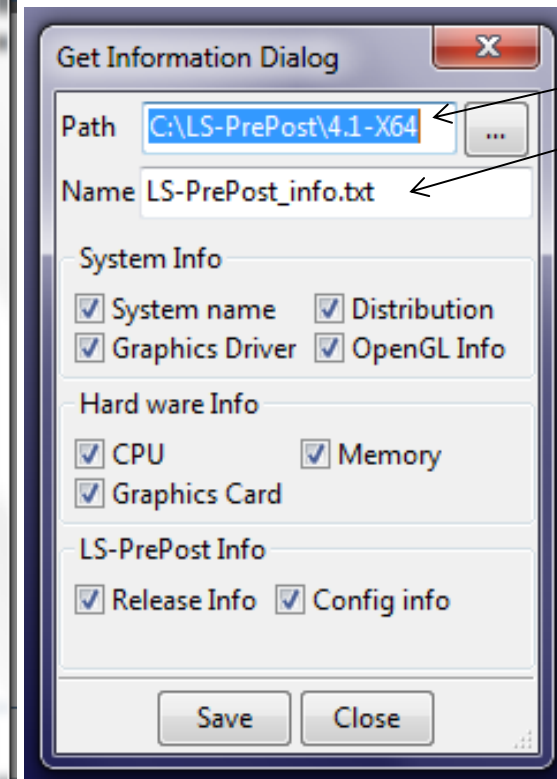 Get Information Dialog
Path C:\LS-PrePost\4.1-X64 ...
Name LS-PrePost_info.txt
System Info
System name Distribution
Graphics Driver OpenGL Info
Hard ware Info
CPU Memory
Graphics Card
LS-PrePost Info
Release Info Config info
Save Close